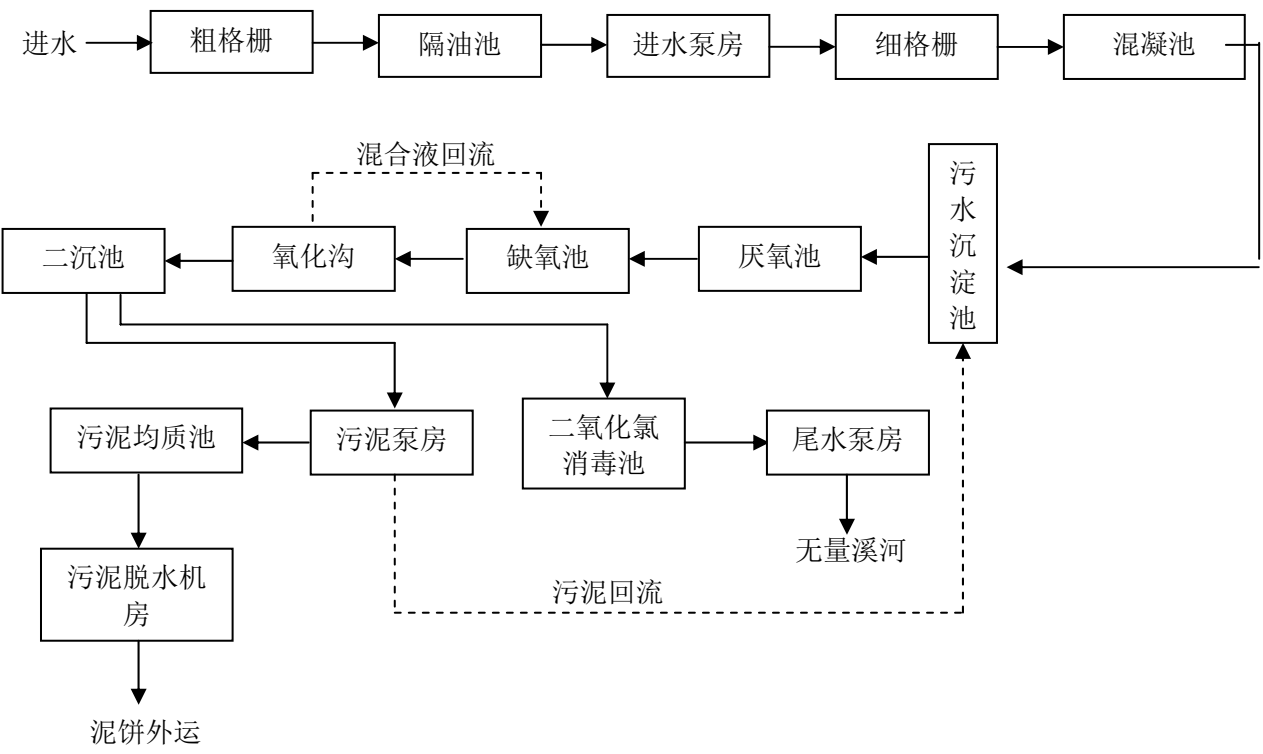 进水
粗格栅
隔油池
进水泵房
细格栅
混凝池
混合液回流
污
水
沉
淀
池
二沉池
氧化沟
缺氧池
厌氧池
污泥均质池
污泥泵房
二氧化氯
消毒池
尾水泵房
无量溪河
污泥脱水机
房
污泥回流
泥饼外运